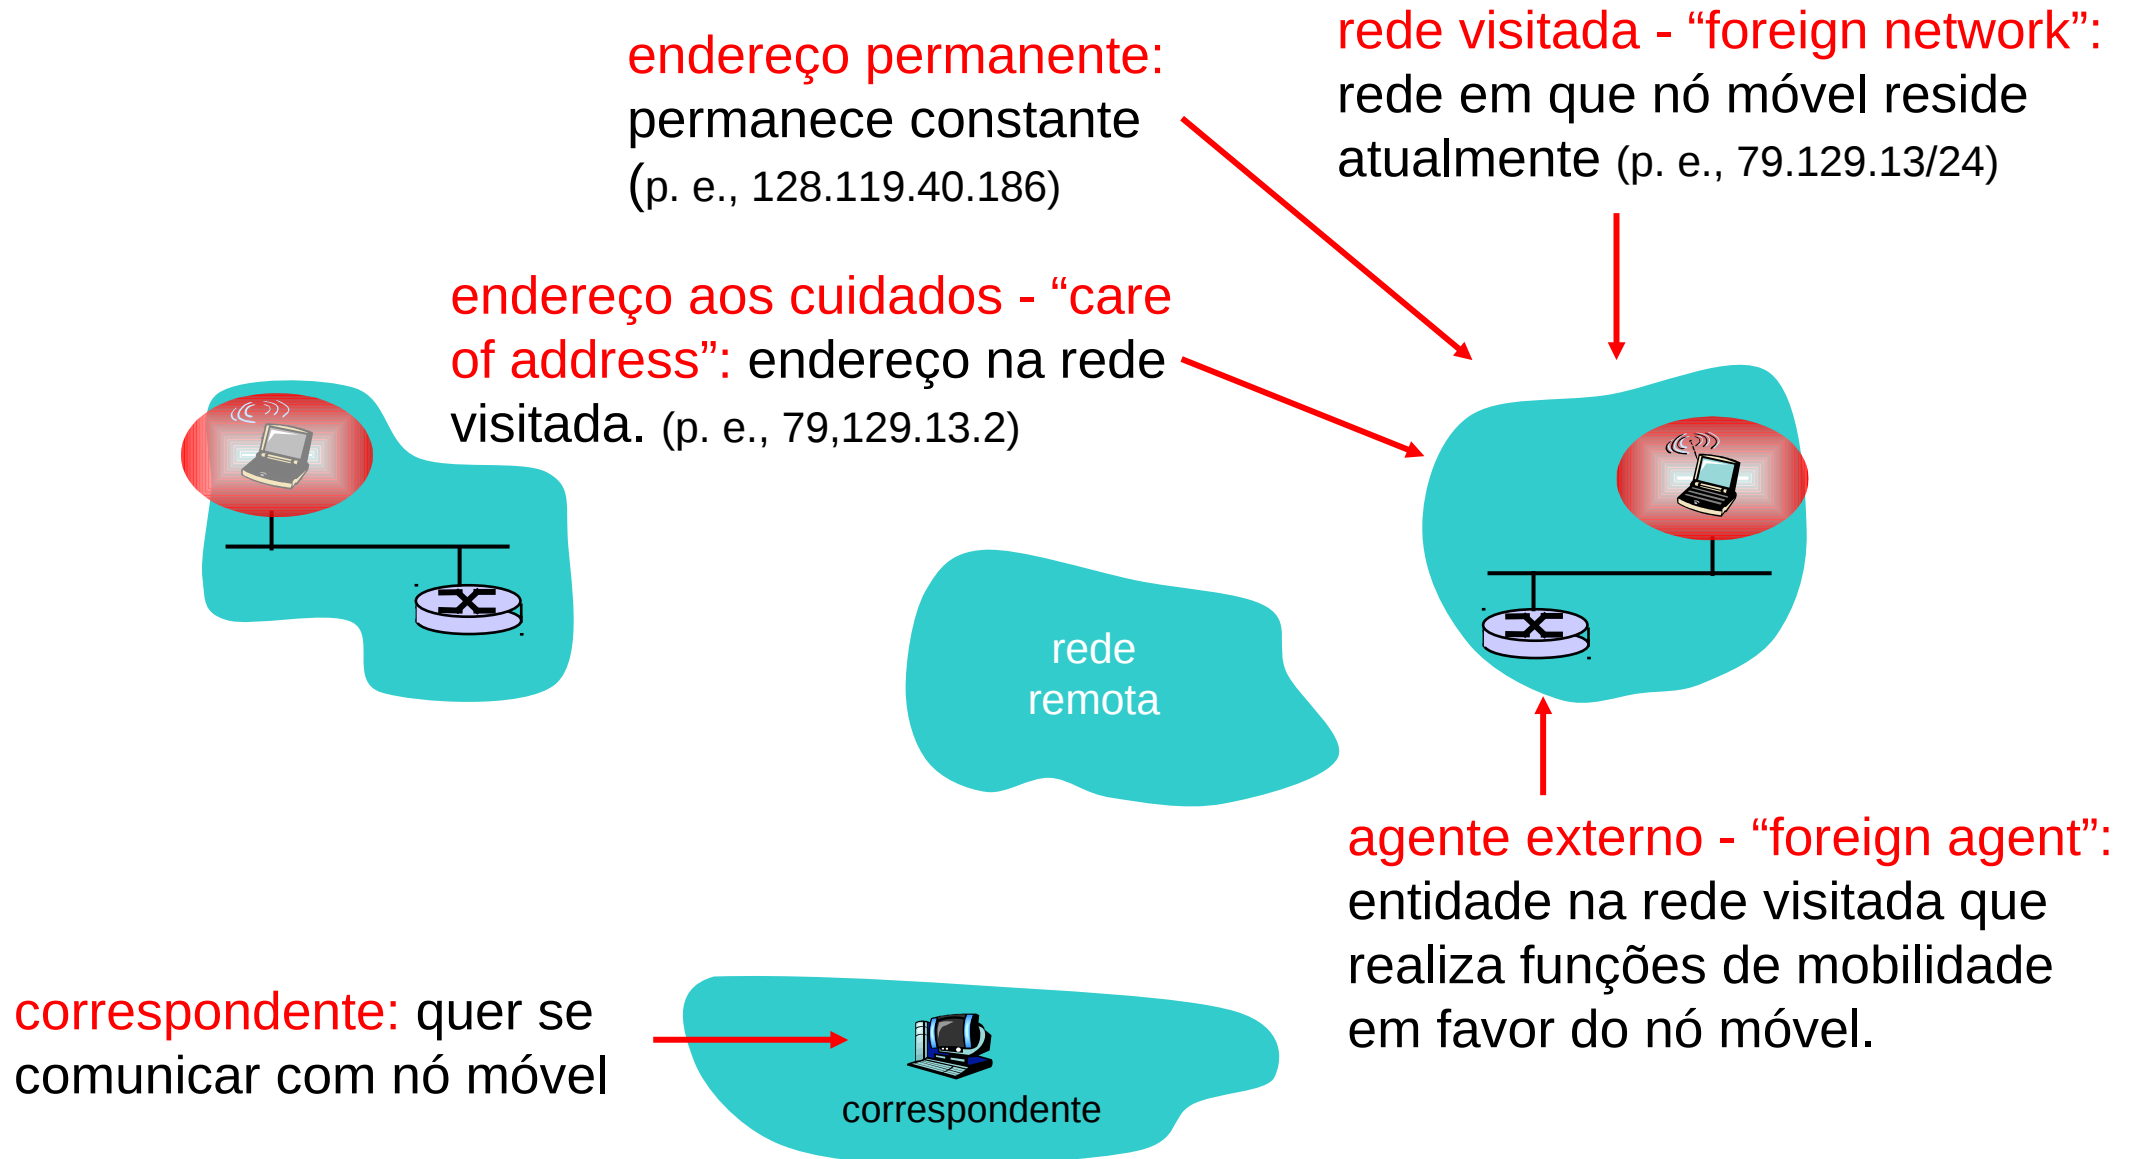 endereço permanente:
permanece constante
(p. e., 128.119.40.186)
rede visitada - “foreign network”:
rede em que nó móvel reside
atualmente (p. e., 79.129.13/24)
endereço aos cuidados - “care
of address”: endereço na rede
visitada. (p. e., 79,129.13.2)
rede
remota
agente externo - “foreign agent”:
entidade na rede visitada que
realiza funções de mobilidade
em favor do nó móvel.
correspondente: quer se
comunicar com nó móvel
correspondente